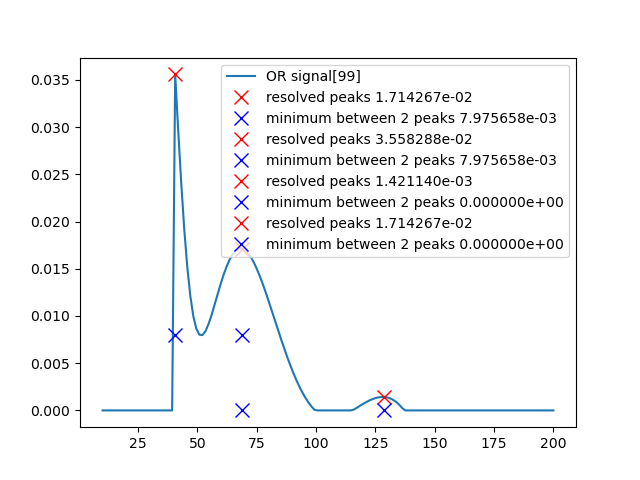 OR signal[99]
resolved peaks 1.714267e-02
minimum between 2 peaks 7.975658e-03
resolved peaks 3.558288e-02
minimum between 2 peaks 7.975658e-03
resolved peaks 1.421140e-03
minimum between 2 peaks 0.000000e+00
resolved peaks 1.714267e-02
minimum between 2 peaks 0.000000e+00
0.035
0.030
0.025
0.020
0.015
0.010
0.005
0.000
25 50 75 100 125 150 175 200